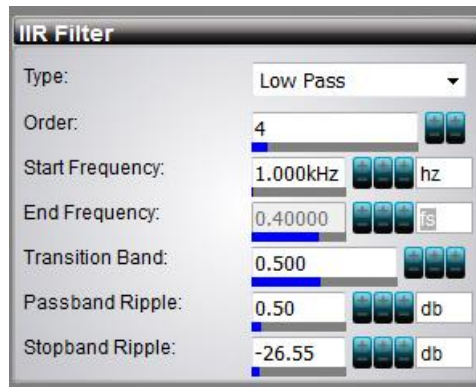 IIR Filter
Type: Low Pass
Order: 4
Start Frequency: 1.000kHz hz
End Frequency: 0.40000 fs
Transition Band: 0.500
Passband Ripple: 0.50 db
Stopband Ripple: -26.55 db